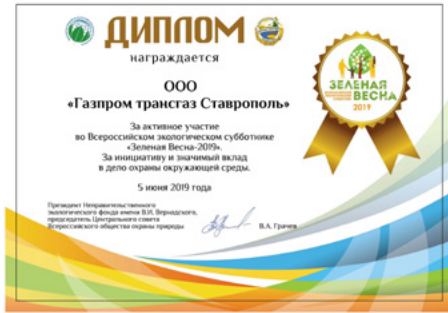 ДИПЛОМ
награждается
ООО
«Газпром трансгаз Ставрополь»
За активное участие
во Всероссийском экологическом субботнике
«Зеленая Весна-2019».
За инициативу и значимый вклад
в дело охраны окружающей среды.
5 июня 2019 года
Президент Неправительственного
экологического фонда имени В.И. Вернадского,
председатель Центрального совета
Всероссийского общества охраны природы
В.А. Грачев
ЗЕЛЕНАЯ
ВЕСНА
2019